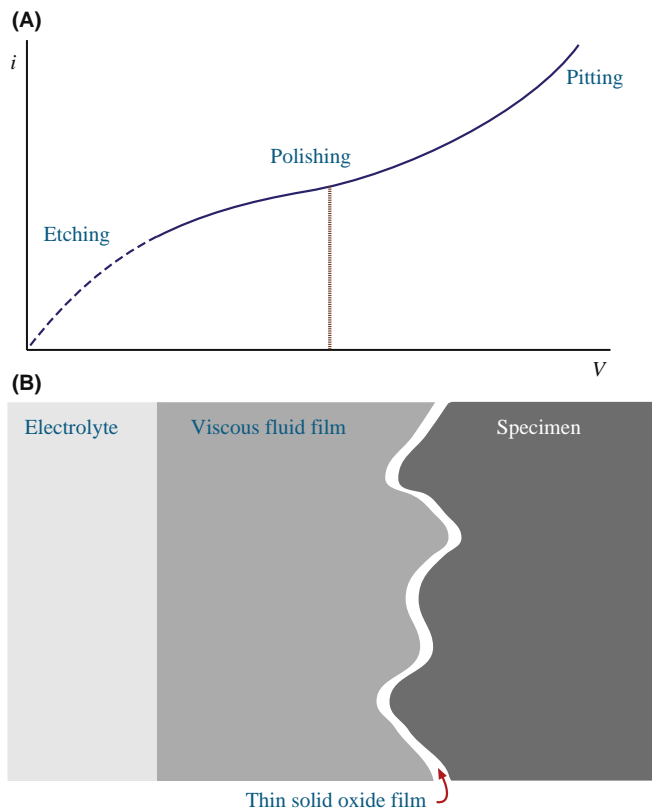 (A)
i
Pitting
Polishing
Etching
V
(B)
Electrolyte Viscous fluid film Specimen
Thin solid oxide film